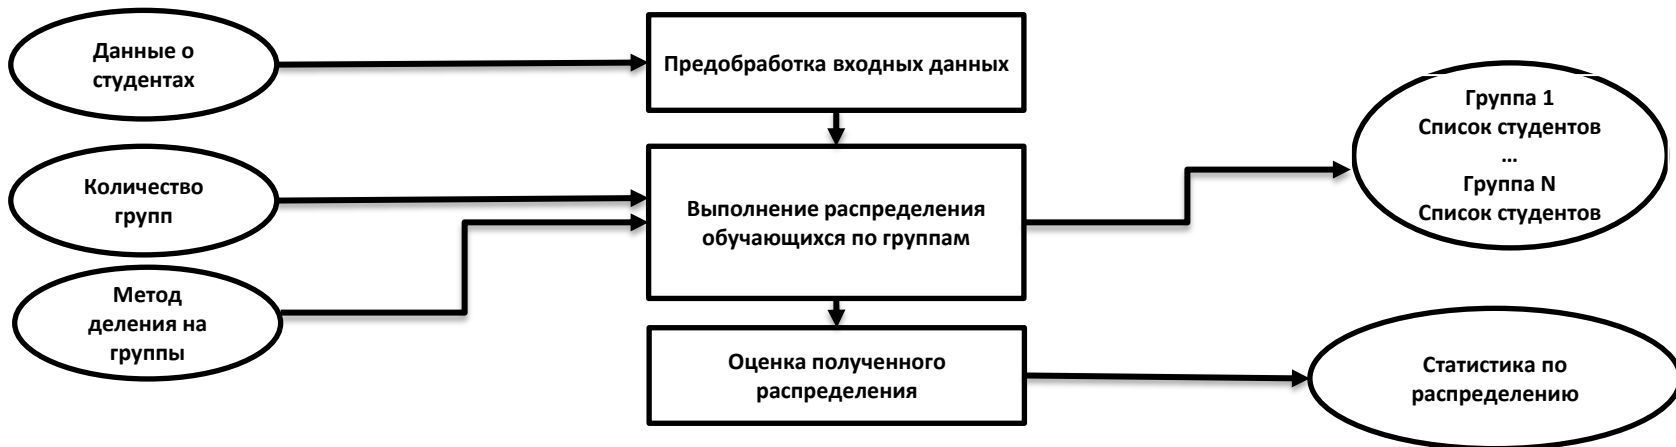 Данные о
студентах
Предобработка входных данных
Группа 1
Список студентов
...
Группа N
Список студентов
Количество
групп
Выполнение распределения
обучающихся по группам
Метод
деления на
группы
Оценка полученного
распределения
Статистика по
распределению